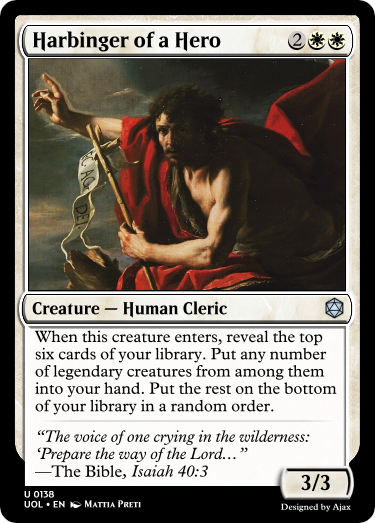 Harbinger of a Hero 2
Creature — Human Cleric
When this creature enters, reveal the top
six cards of your library. Put any number
of legendary creatures from among them
into your hand. Put the rest on the bottom
of your library in a random order.
“The voice of one crying in the wilderness:
‘Prepare the way of the Lord…”
—The Bible, Isaiah 40:3
3/3
U 0138
UOL • EN MATTIA PRETI
Designed by Ajax